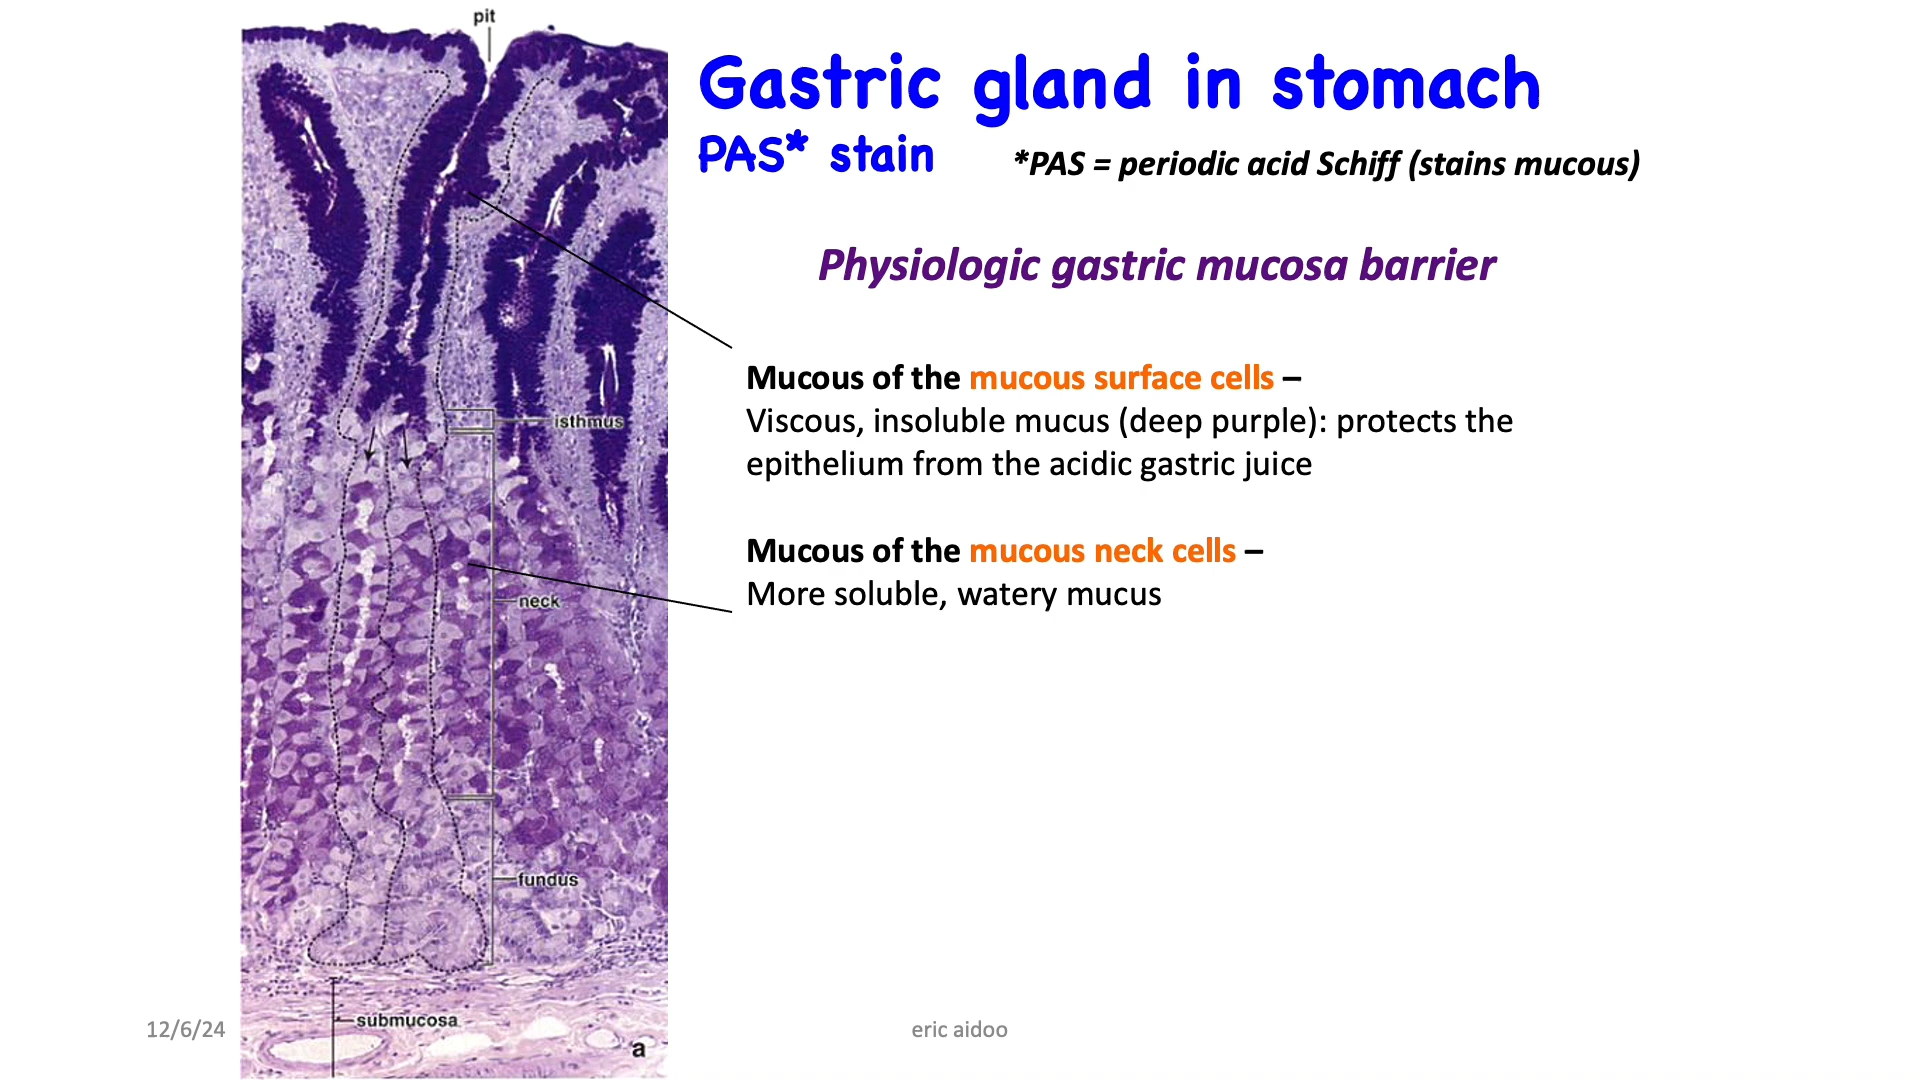 pit
Gastric gland in stomach
PAS* stain
*PAS = periodic acid Schiff (stains mucous)
Physiologic gastric mucosa barrier
Mucous of the mucous surface cells –
Viscous, insoluble mucus (deep purple): protects the
epithelium from the acidic gastric juice
isthmus
Mucous of the mucous neck cells –
More soluble, watery mucus
neck
fundus
submucosa
a
12/6/24
eric aidoo